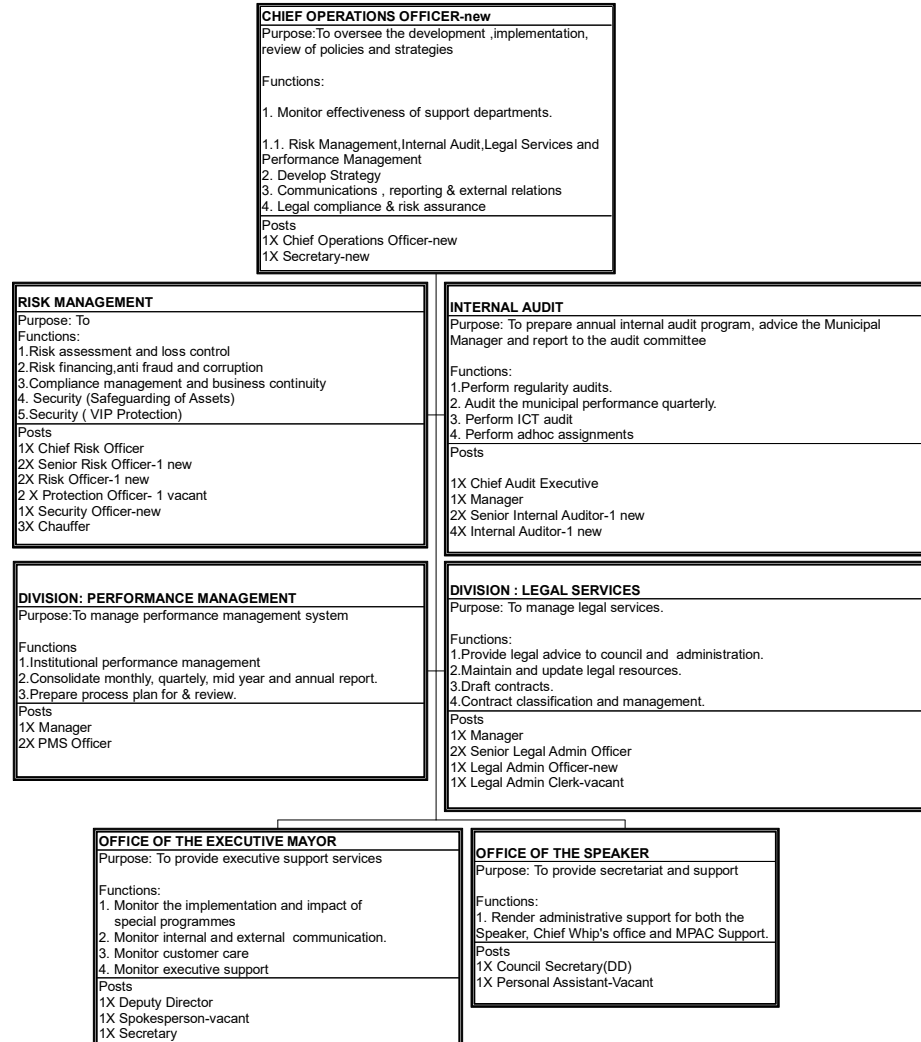 CHIEF OPERATIONS OFFICER-new
Purpose:To oversee the development ,implementation,
review of policies and strategies
Functions:
1. Monitor effectiveness of support departments.
1.1. Risk Management,Internal Audit,Legal Services and
Performance Management
2. Develop Strategy
3. Communications , reporting & external relations
4. Legal compliance & risk assurance
Posts
1X Chief Operations Officer-new
1X Secretary-new
RISK MANAGEMENT
Purpose: To
Functions:
1.Risk assessment and loss control
2.Risk financing,anti fraud and corruption
3.Compliance management and business continuity
4. Security (Safeguarding of Assets)
5.Security ( VIP Protection)
Posts
1X Chief Risk Officer
2X Senior Risk Officer-1 new
2X Risk Officer-1 new
2 X Protection Officer- 1 vacant
1X Security Officer-new
3X Chauffer
INTERNAL AUDIT
Purpose: To prepare annual internal audit program, advice the Municipal
Manager and report to the audit committee
Functions:
1.Perform regularity audits.
2. Audit the municipal performance quarterly.
3. Perform ICT audit
4. Perform adhoc assignments
Posts
1X Chief Audit Executive
1X Manager
2X Senior Internal Auditor-1 new
4X Internal Auditor-1 new
DIVISION: PERFORMANCE MANAGEMENT
Purpose:To manage performance management system
Functions
1.Institutional performance management
2.Consolidate monthly, quartely, mid year and annual report.
3.Prepare process plan for & review.
Posts
1X Manager
2X PMS Officer
DIVISION : LEGAL SERVICES
Purpose: To manage legal services.
Functions:
1.Provide legal advice to council and administration.
2.Maintain and update legal resources.
3.Draft contracts.
4.Contract classification and management.
Posts
1X Manager
2X Senior Legal Admin Officer
1X Legal Admin Officer-new
1X Legal Admin Clerk-vacant
OFFICE OF THE EXECUTIVE MAYOR
Purpose: To provide executive support services
Functions:
1. Monitor the implementation and impact of
special programmes
2. Monitor internal and external communication.
3. Monitor customer care
4. Monitor executive support
Posts
1X Deputy Director
1X Spokesperson-vacant
1X Secretary
OFFICE OF THE SPEAKER
Purpose: To provide secretariat and support
Functions:
1. Render administrative support for both the
Speaker, Chief Whip's office and MPAC Support.
Posts
1X Council Secretary(DD)
1X Personal Assistant-Vacant